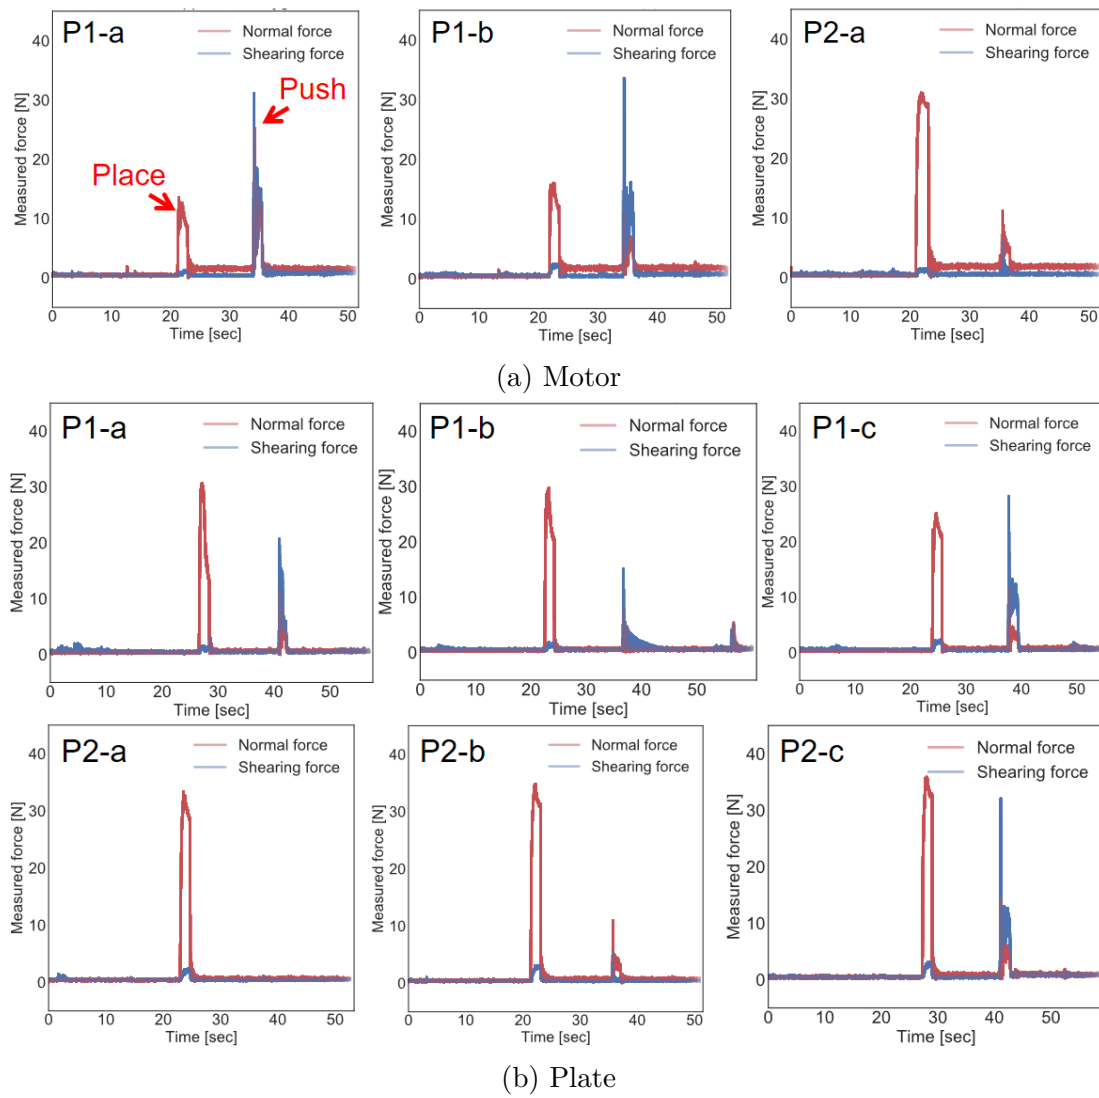 P1-a
Normal force
Shearing force
Push
Place
Measured force [N]
40
30
20
10
0
0 10 20 30 40 50
Time [sec]
P1-b
Normal force
Shearing force
Measured force [N]
40
30
20
10
0
0 10 20 30 40 50
Time [sec]
P2-a
Normal force
Shearing force
Measured force [N]
40
30
20
10
0
0 10 20 30 40 50
Time [sec]
(a) Motor
P1-a
Normal force
Shearing force
Measured force [N]
40
30
20
10
0
0 10 20 30 40 50
Time [sec]
P1-b
Normal force
Shearing force
Measured force [N]
40
30
20
10
0
0 10 20 30 40 50 60
Time [sec]
P1-c
Normal force
Shearing force
Measured force [N]
40
30
20
10
0
0 10 20 30 40 50
Time [sec]
P2-a
Normal force
Shearing force
Measured force [N]
40
30
20
10
0
0 10 20 30 40 50
Time [sec]
P2-b
Normal force
Shearing force
Measured force [N]
40
30
20
10
0
0 10 20 30 40 50
Time [sec]
P2-c
Normal force
Shearing force
Measured force [N]
40
30
20
10
0
0 10 20 30 40 50
Time [sec]
(b) Plate